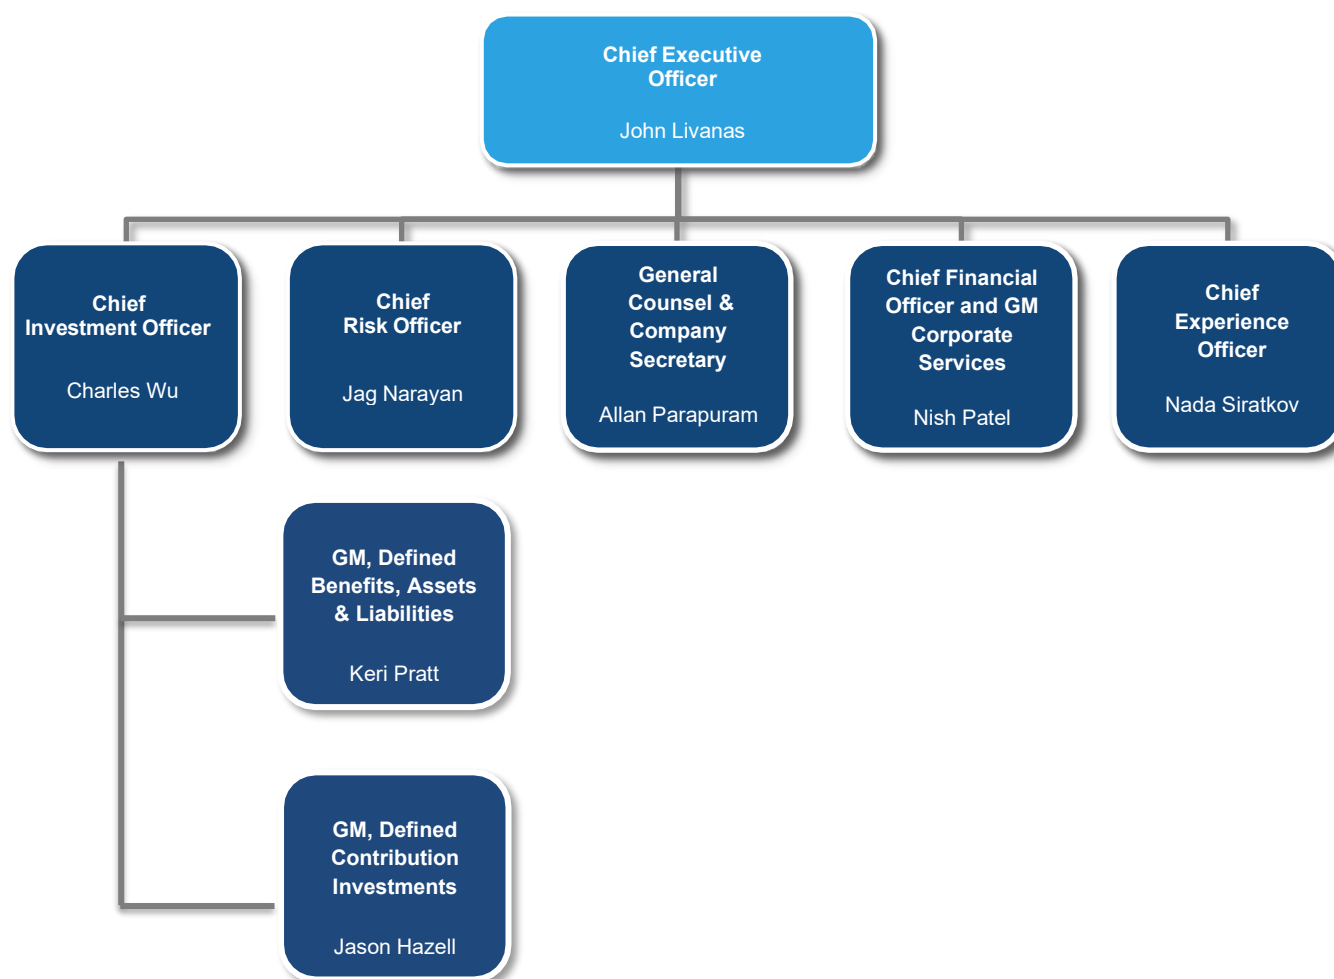 Chief Executive
Officer
John Livanas
Chief
Investment Officer
Charles Wu
Chief
Risk Officer
Jag Narayan
General
Counsel &
Company
Secretary
Allan Parapuram
Chief Financial
Officer and GM
Corporate
Services
Nish Patel
Chief
Experience
Officer
Nada Siratkov
GM, Defined
Benefits, Assets
& Liabilities
Keri Pratt
GM, Defined
Contribution
Investments
Jason Hazell